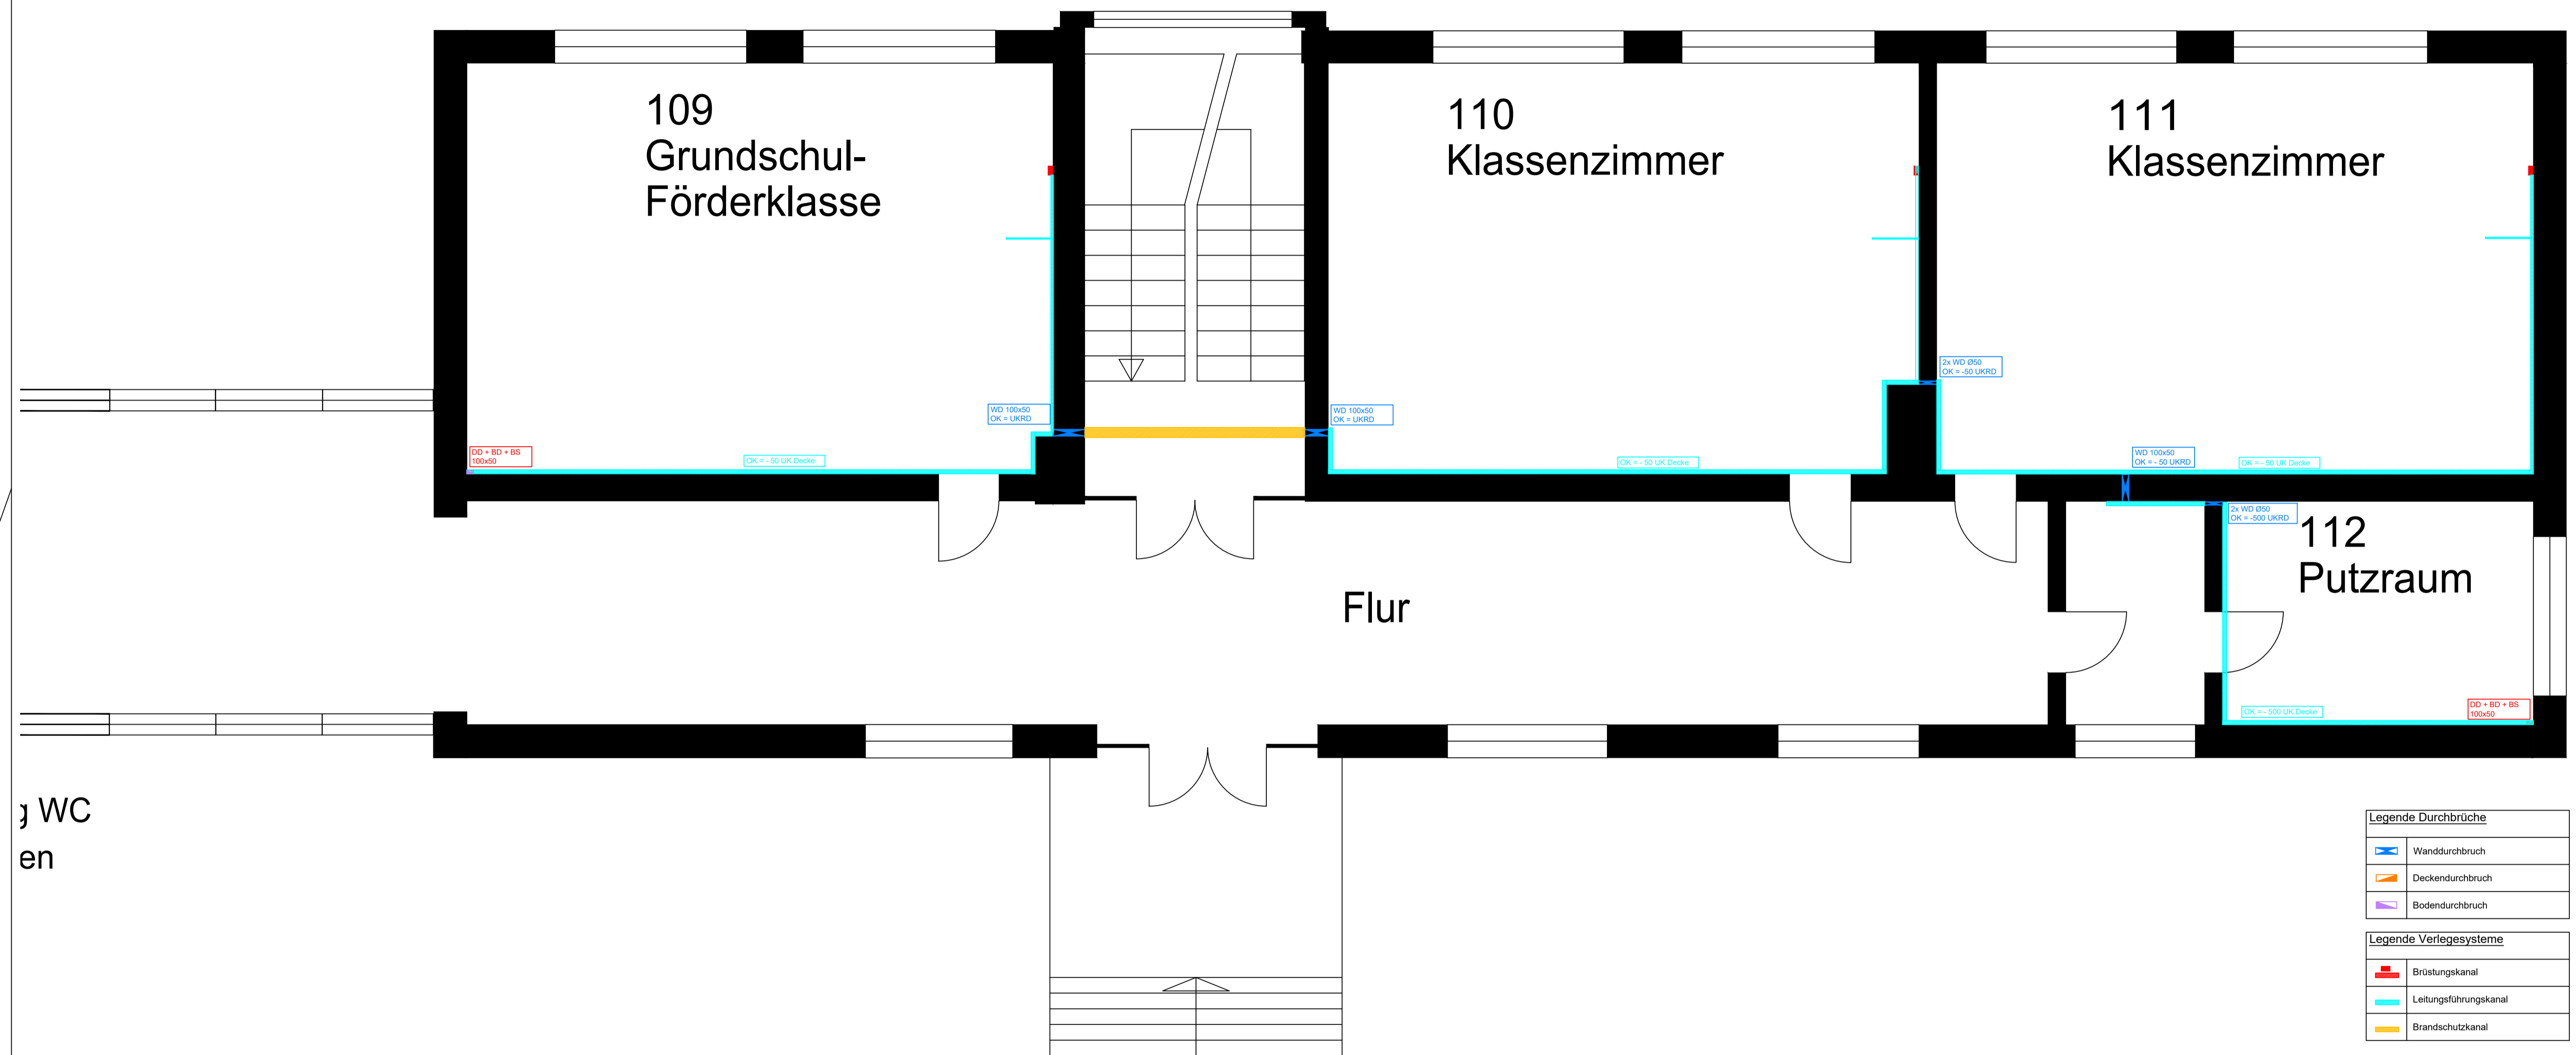 109
Grundschul-
Förderklasse
110
Klassenzimmer
111
Klassenzimmer
2x WD Ø50
OK = -50 UKRD
WD 100x50
OK = UKRD
WD 100x50
OK = UKRD
DD + BD + BS
100x50
OK = - 50 UK Decke
OK = - 50 UK Decke
WD 100x50
OK = - 50 UKRD
OK = - 50 UK Decke
2x WD Ø50
OK = -500 UKRD
112
Putzraum
Flur
DD + BD + BS
100x50
OK = - 500 UK Decke
g WC
en
Legende Durchbrüche
Wanddurchbruch
Deckendurchbruch
Bodendurchbruch
Legende Verlegesysteme
Brüstungskanal
Leitungsführungskanal
Brandschutzkanal